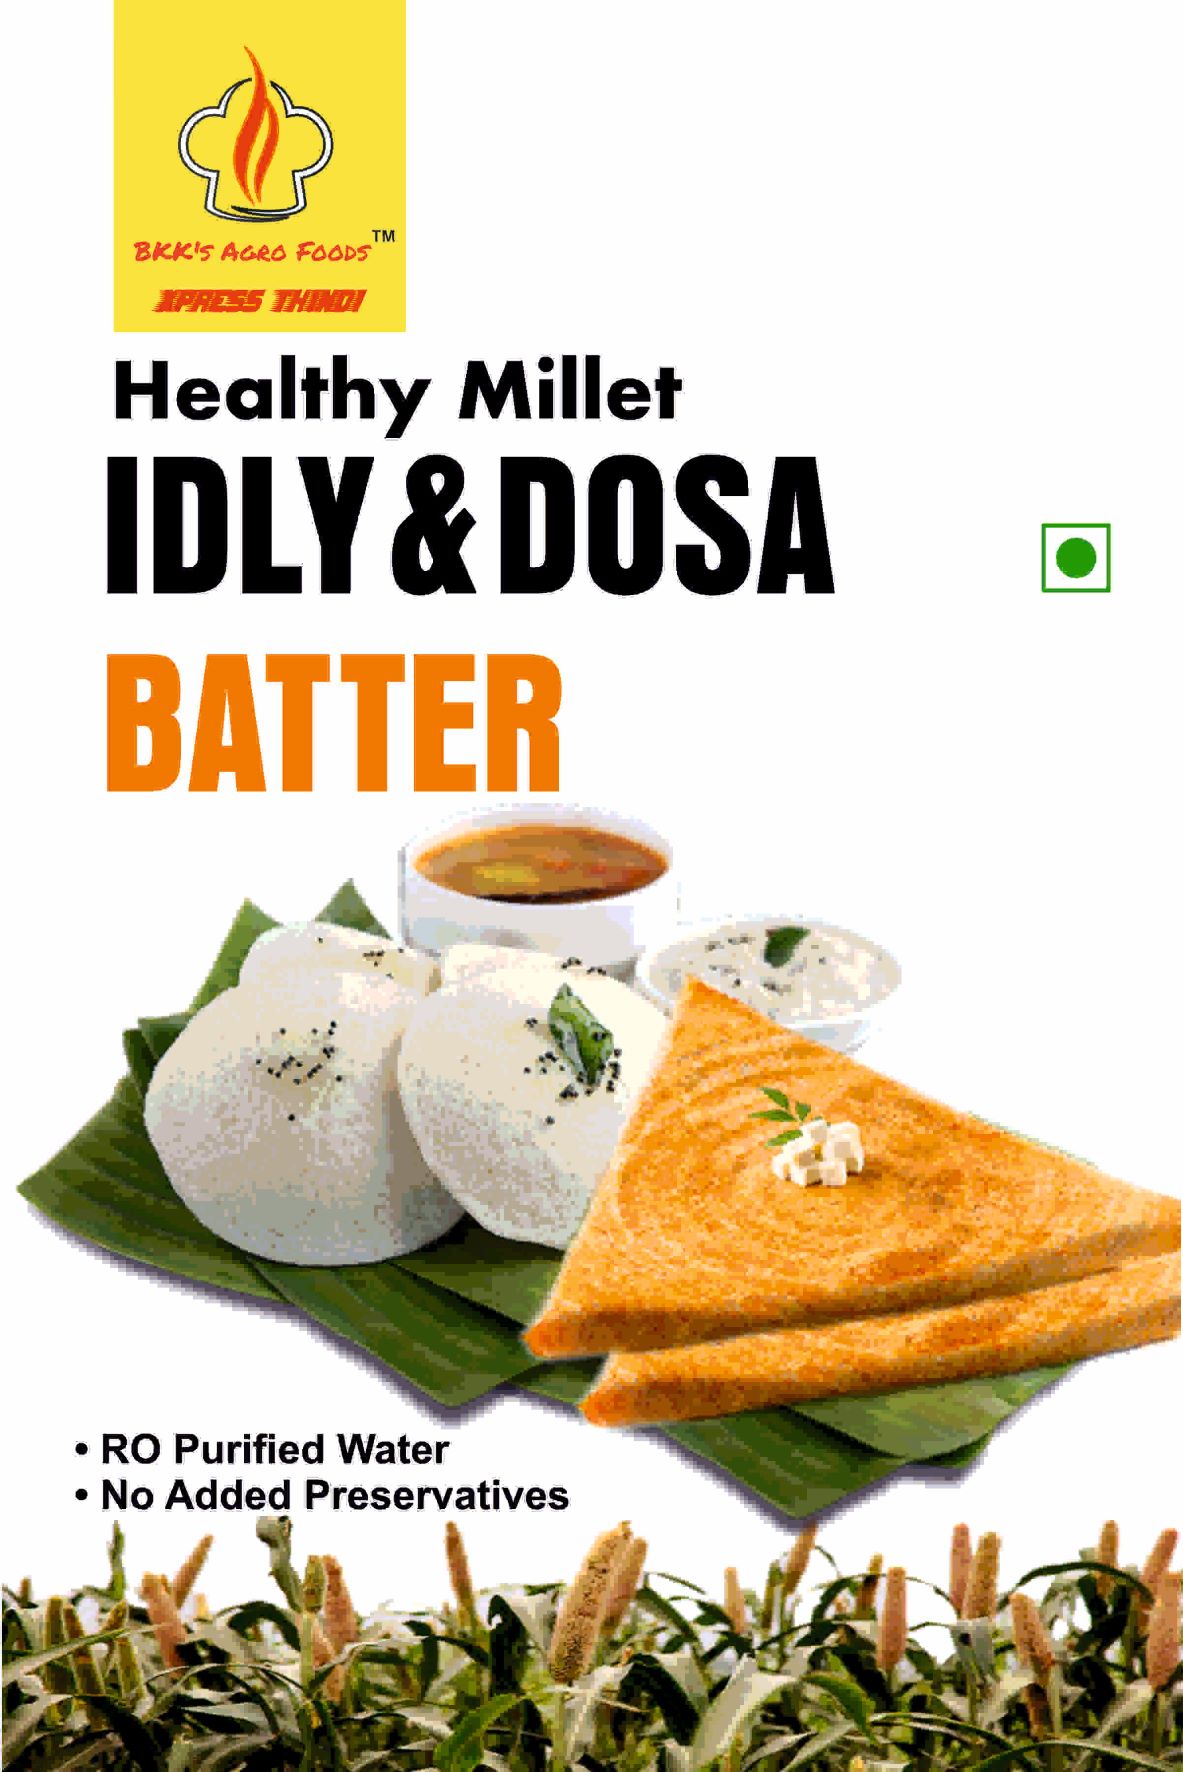 BKK'S AGRO FOODS™
XPRESS THINDI
Healthy Millet
IDLY & DOSA
BATTER
• RO Purified Water
• No Added Preservatives